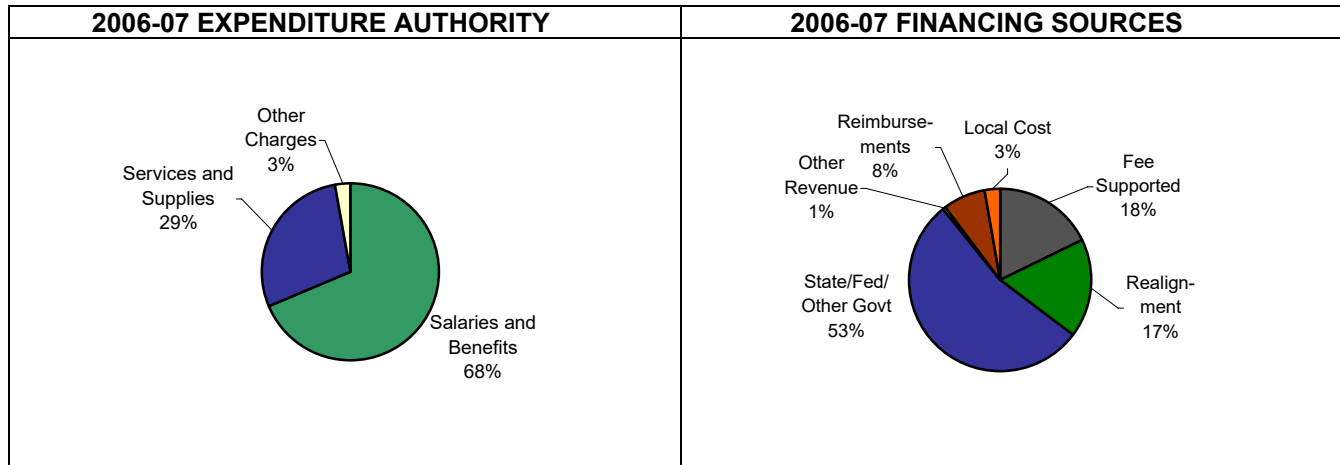 2006-07 EXPENDITURE AUTHORITY
Other
Charges
3%
Services and
Supplies
29%
Salaries and
Benefits
68%
2006-07 FINANCING SOURCES
Reimburse-
ments
8%
Local Cost
3%
Other
Revenue
1%
Fee
Supported
18%
State/Fed/
Other Govt
53%
Realign-
ment
17%